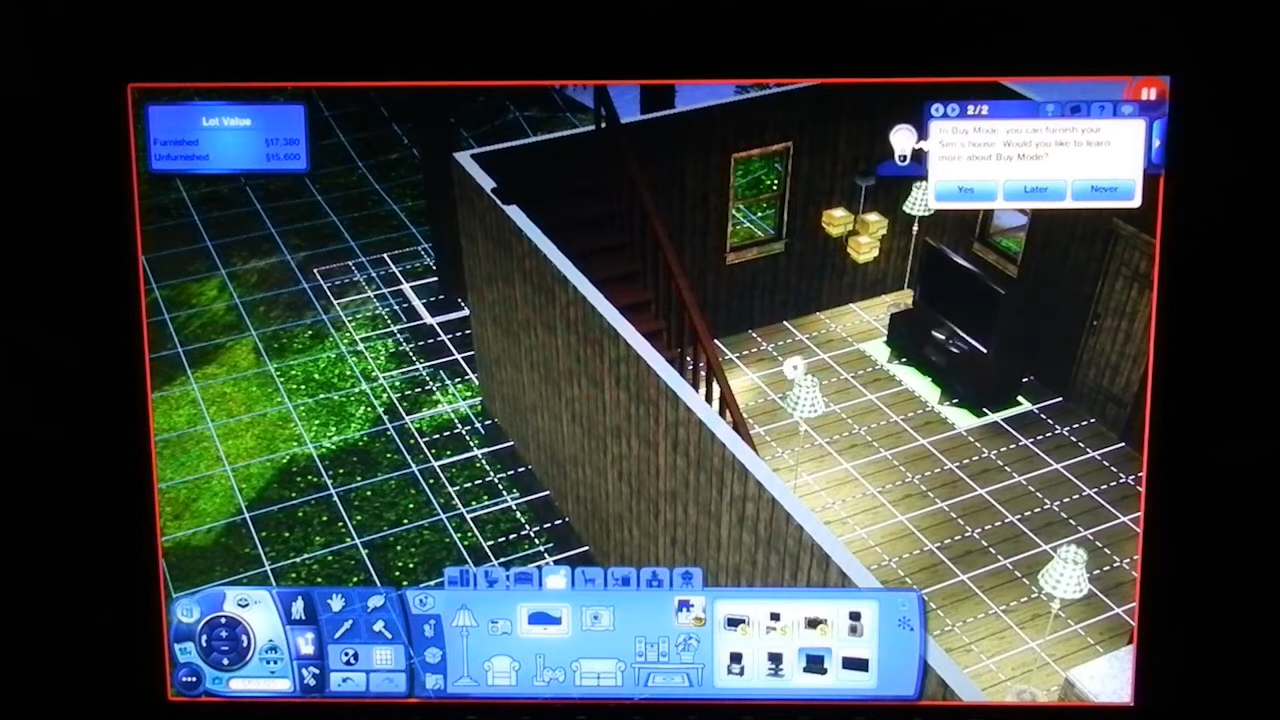 Lot Value
Furnished §17,380
Unfurnished §15,600
2/2
In Buy Mode, you can furnish your
Sim's house. Would you like to learn
more about Buy Mode?
Yes Later Never